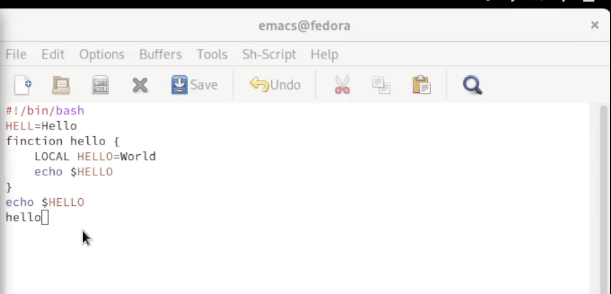 emacs@fedora
File Edit Options Buffers Tools Sh-Script Help
Save Undo
#!/bin/bash
HELL=Hello
finction hello {
    LOCAL HELLO=World
    echo $HELLO
}
echo $HELLO
hello